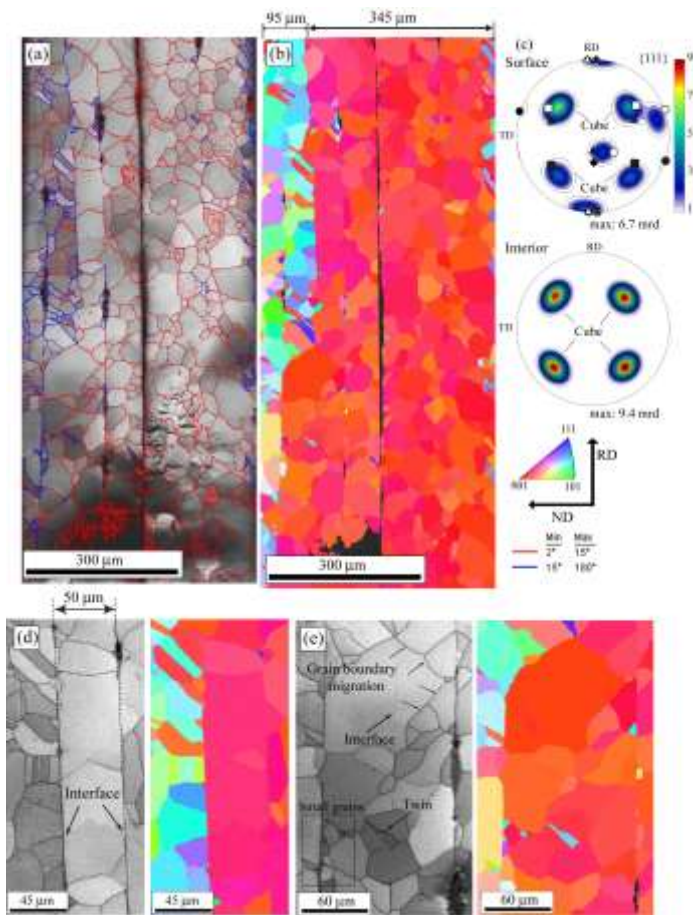 95 μm
345 μm
(a)
(b)
(c)
RD
{111}
Surface
9
7
5
3
1
TD
Cube
Cube
max: 6.7 mrd
Interior
RD
TD
Cube
max: 9.4 mrd
111
001
101
RD
ND
Min Max
2° 15°
15° 180°
300 μm
300 μm
50 μm
(d)
(e)
Grain boundary
migration
Interface
Interface
Small grains
Twin
45 μm
45 μm
60 μm
60 μm